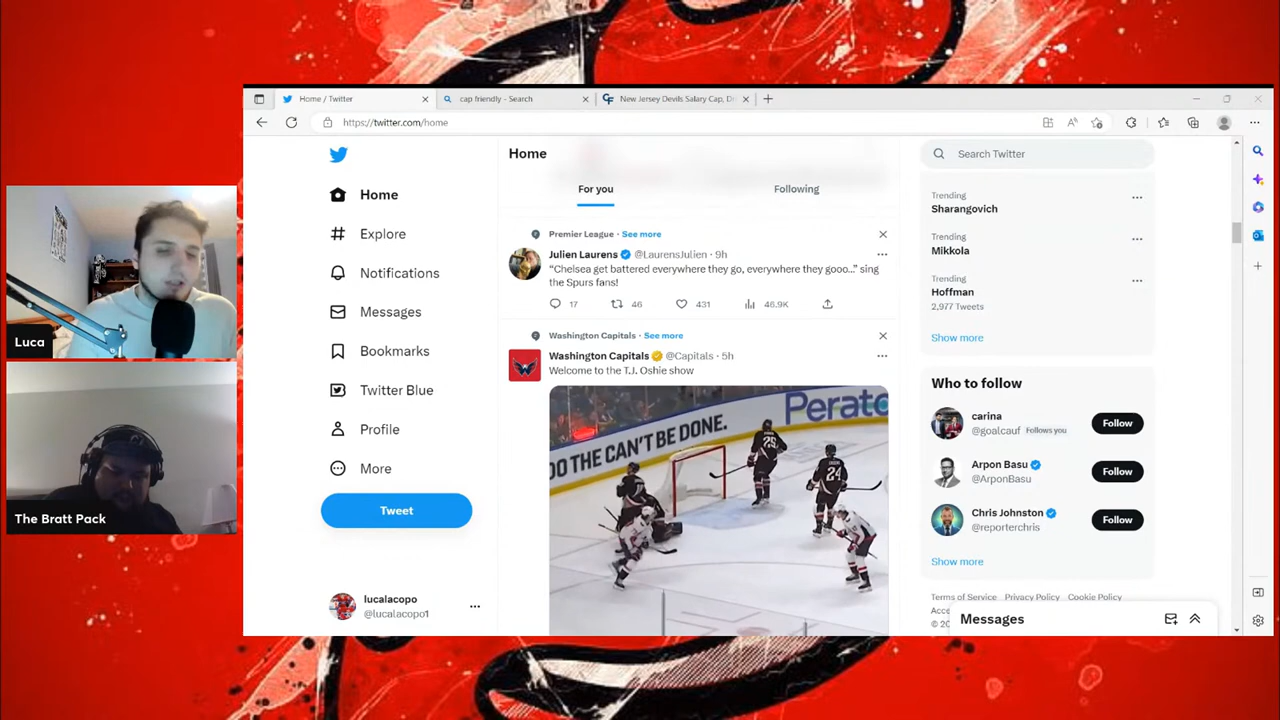 Luca
The Bratt Pack
Home / Twitter
cap friendly - Search
New Jersey Devils Salary Cap, Dr
https://twitter.com/home
Home
Explore
Notifications
Messages
Bookmarks
Twitter Blue
Profile
More
Tweet
lucalacopo
@lucalacopo1
Home
For you
Following
Premier League · See more
Julien Laurens @LaurensJulien · 9h
“Chelsea get battered everywhere they go, everywhere they gooo...” sing
the Spurs fans!
17
46
431
46.9K
Washington Capitals · See more
Washington Capitals @Capitals · 5h
Welcome to the T.J. Oshie show
DO THE CAN'T BE DONE.
Perato
25
24
Search Twitter
Trending
Sharangovich
Trending
Mikkola
Trending
Hoffman
2,977 Tweets
Show more
Who to follow
carina
@goalcauf Follows you
Follow
Arpon Basu
@ArponBasu
Follow
Chris Johnston
@reporterchris
Follow
Show more
Terms of Service Privacy Policy Cookie Policy
Acce
© 20
Messages